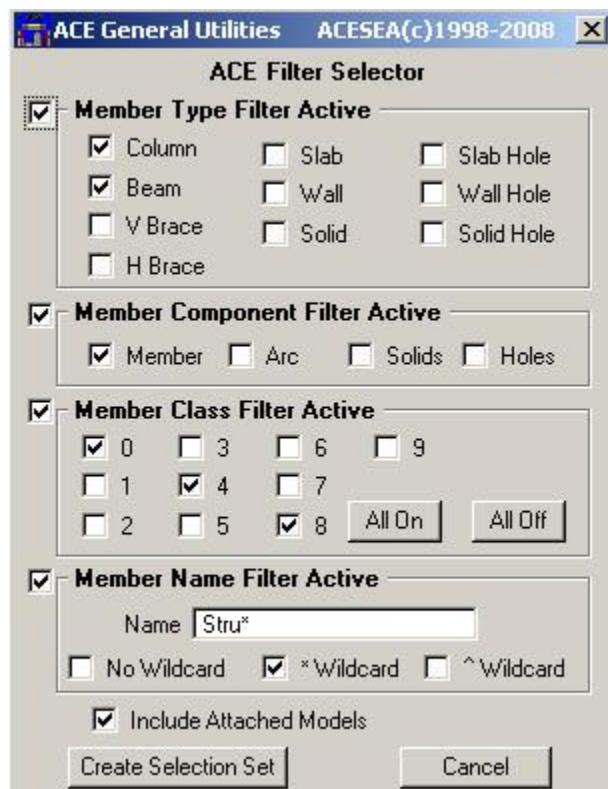 ACE General Utilities ACESEA(c)1998-2008
ACE Filter Selector
Member Type Filter Active
Column Slab Slab Hole
Beam Wall Wall Hole
V Brace Solid Solid Hole
H Brace
Member Component Filter Active
Member Arc Solids Holes
Member Class Filter Active
0 3 6 9
1 4 7
2 5 8 All On All Off
Member Name Filter Active
Name Stru*
No Wildcard * Wildcard ^ Wildcard
Include Attached Models
Create Selection Set Cancel